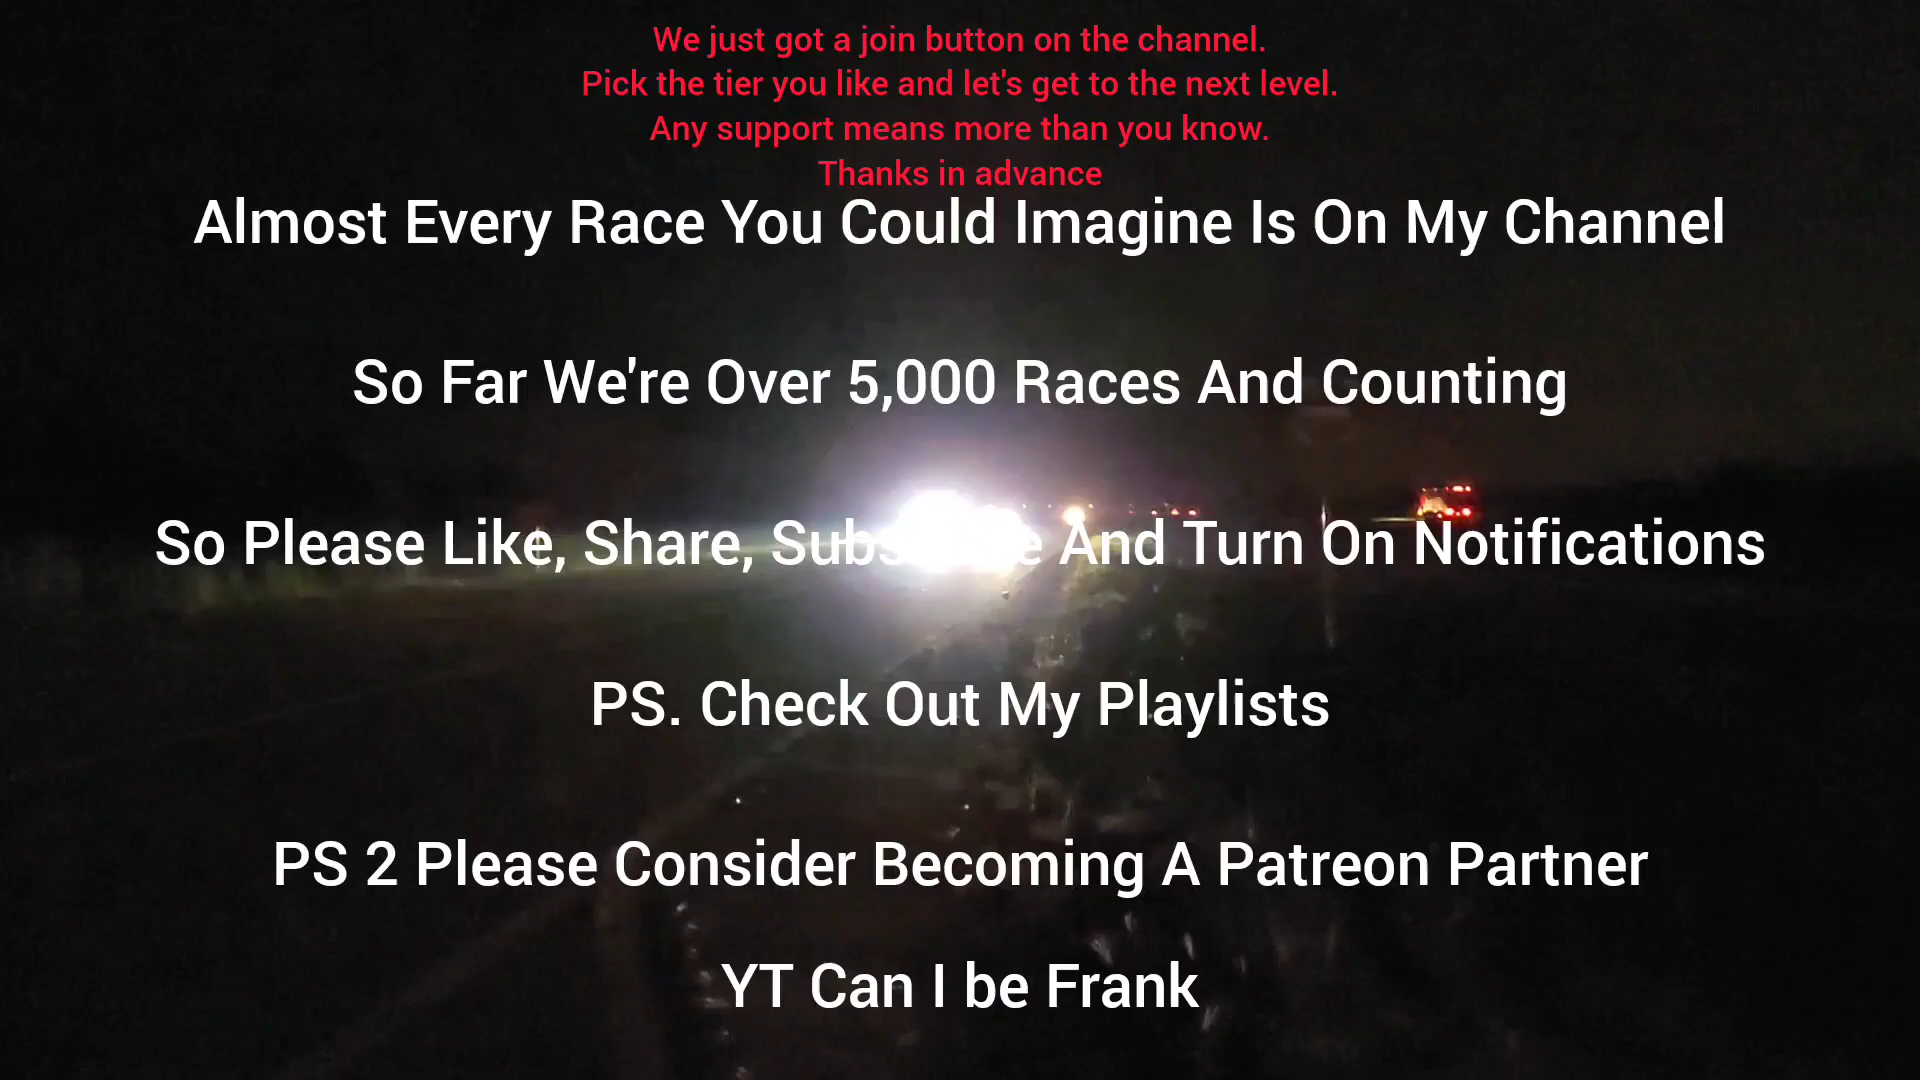 We just got a join button on the channel.
Pick the tier you like and let's get to the next level.
Any support means more than you know.
Thanks in advance
Almost Every Race You Could Imagine Is On My Channel
So Far We're Over 5,000 Races And Counting
So Please Like, Share, Subscribe And Turn On Notifications
PS. Check Out My Playlists
PS 2 Please Consider Becoming A Patreon Partner
YT Can I be Frank